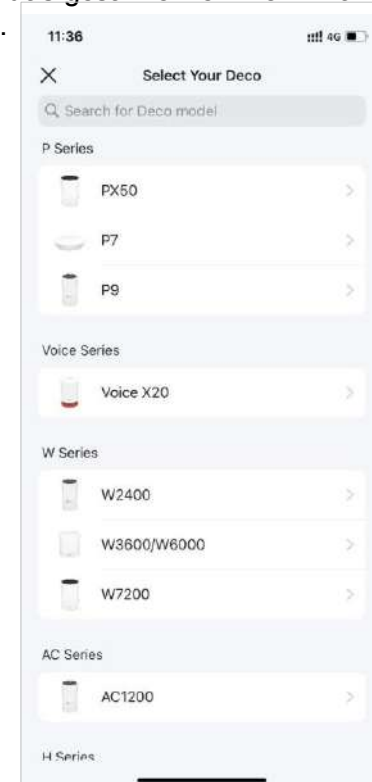 11:36
4G
Select Your Deco
Search for Deco model
P Series
PX50
P7
P9
Voice Series
Voice X20
W Series
W2400
W3600/W6000
W7200
AC Series
AC1200
H Series